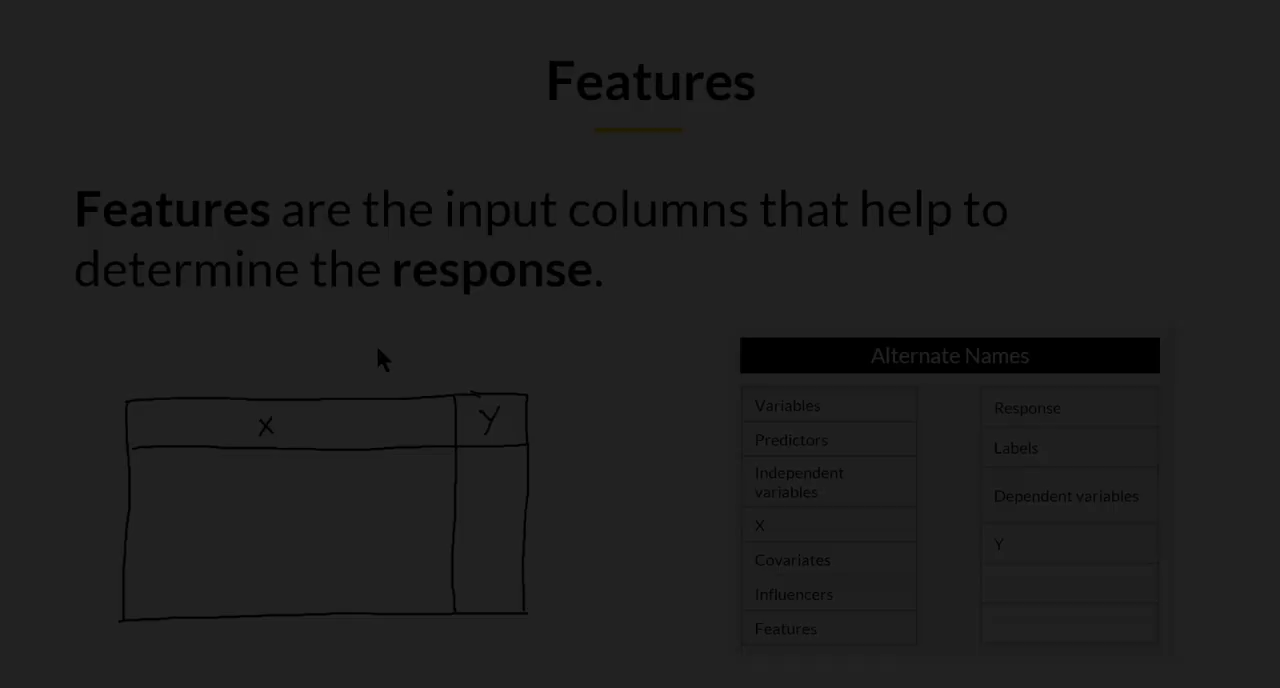 Features
Features are the input columns that help to
determine the response.
X
Y
Alternate Names
Variables
Predictors
Independent
variables
X
Covariates
Influencers
Features
Response
Labels
Dependent variables
Y